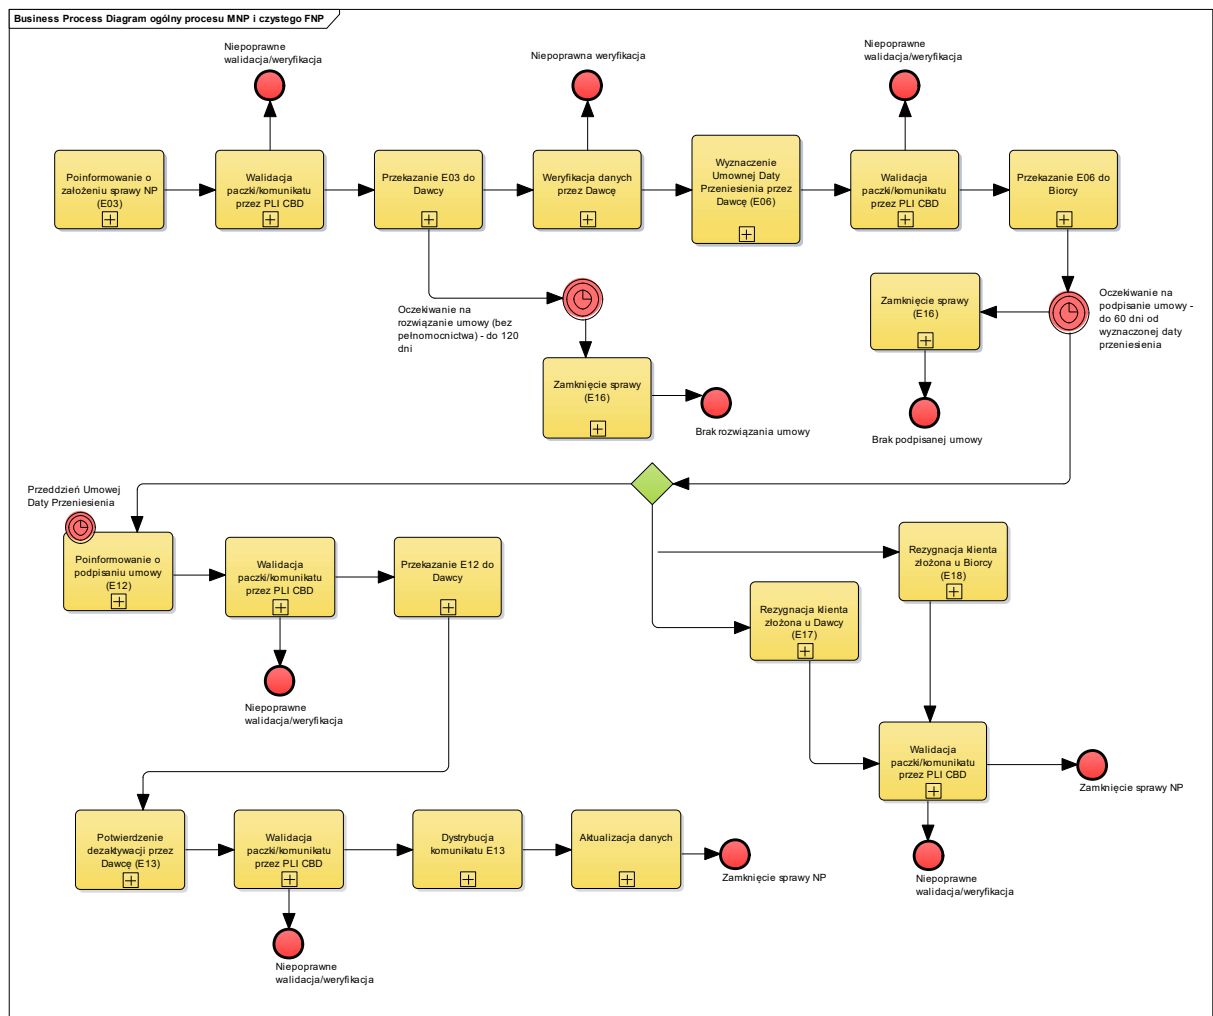 Business Process Diagram ogólny procesu MNP i czystego FNP
Niepoprawne
walidacja/weryfikacja
Niepoprawna weryfikacja
Niepoprawne
walidacja/weryfikacja
Poinformowanie o
założeniu sprawy NP
(E03)
Walidacja
paczki/komunikatu
przez PLI CBD
Przekazanie E03 do
Dawcy
Weryfikacja danych
przez Dawcę
Wyznaczenie
Umownej Daty
Przeniesienia przez
Dawcę (E06)
Walidacja
paczki/komunikatu
przez PLI CBD
Przekazanie E06 do
Biorcy
Oczekiwanie na
rozwiązanie umowy (bez
pełnomocnictwa) - do 120
dni
Zamknięcie sprawy
(E16)
Oczekiwanie na
podpisanie umowy -
do 60 dni od
wyznaczonej daty
przeniesienia
Zamknięcie sprawy
(E16)
Brak rozwiązania umowy
Brak podpisanej umowy
Przeddzień Umowej
Daty Przeniesienia
Poinformowanie o
podpisaniu umowy
(E12)
Walidacja
paczki/komunikatu
przez PLI CBD
Przekazanie E12 do
Dawcy
Rezygnacja klienta
złożona u Biorcy
(E18)
Rezygnacja klienta
złożona u Dawcy
(E17)
Niepoprawne
walidacja/weryfikacja
Walidacja
paczki/komunikatu
przez PLI CBD
Zamknięcie sprawy NP
Potwierdzenie
dezaktywacji przez
Dawcę (E13)
Walidacja
paczki/komunikatu
przez PLI CBD
Dystrybucja
komunikatu E13
Aktualizacja danych
Zamknięcie sprawy NP
Niepoprawne
walidacja/weryfikacja
Niepoprawne
walidacja/weryfikacja